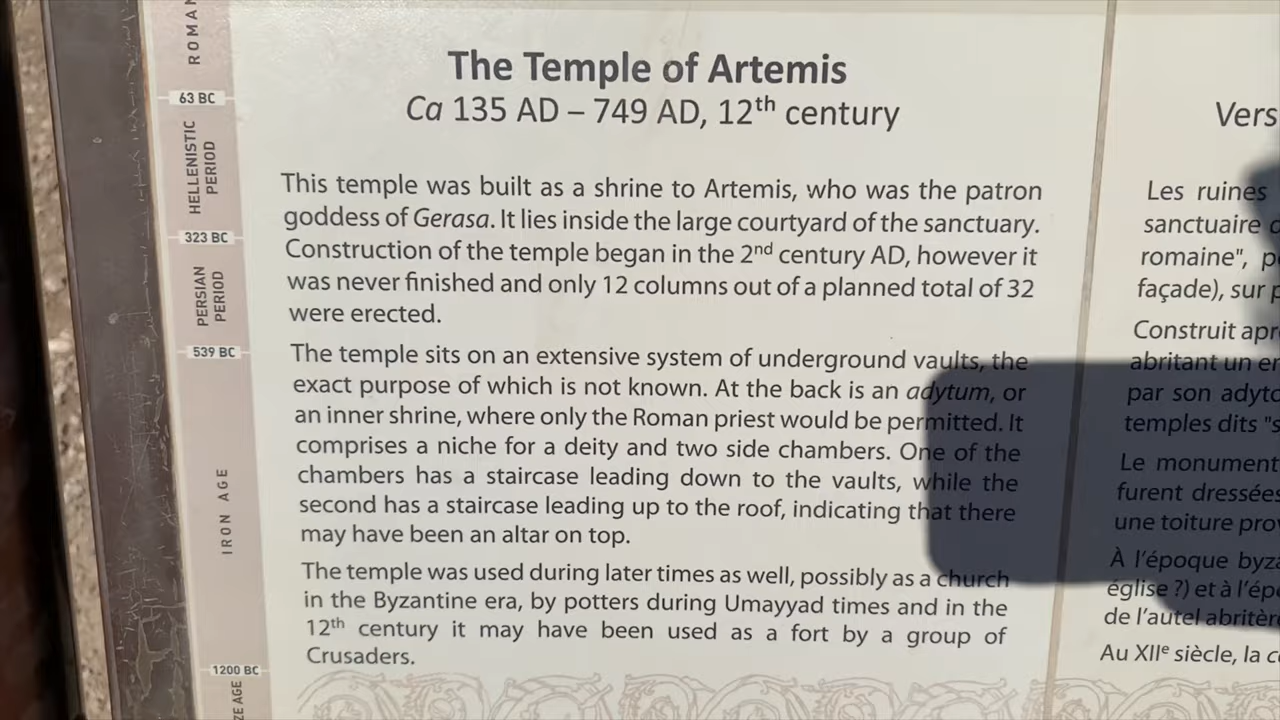 ROMAN
63 BC
HELLENISTIC
PERIOD
323 BC
PERSIAN
PERIOD
539 BC
IRON AGE
1200 BC
AGE
The Temple of Artemis
Ca 135 AD – 749 AD, 12th century
This temple was built as a shrine to Artemis, who was the patron
goddess of Gerasa. It lies inside the large courtyard of the sanctuary.
Construction of the temple began in the 2nd century AD, however it
was never finished and only 12 columns out of a planned total of 32
were erected.
The temple sits on an extensive system of underground vaults, the
exact purpose of which is not known. At the back is an adytum, or
an inner shrine, where only the Roman priest would be permitted. It
comprises a niche for a deity and two side chambers. One of the
chambers has a staircase leading down to the vaults, while the
second has a staircase leading up to the roof, indicating that there
may have been an altar on top.
The temple was used during later times as well, possibly as a church
in the Byzantine era, by potters during Umayyad times and in the
12th century it may have been used as a fort by a group of
Crusaders.
Vers
Les ruines
sanctuaire
romaine",
façade), sur
Construit
abritant un
par son
temples dits
Le monument
furent dressées
une toiture
À l'époque
église ?) et à
de l'autel
Au XIIe siècle, la